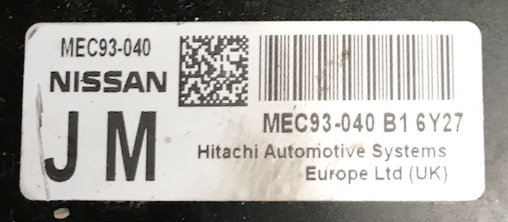 MEC93-040
NISSAN
J M
MEC93-040 B1 6Y27
Hitachi Automotive Systems
Europe Ltd (UK)